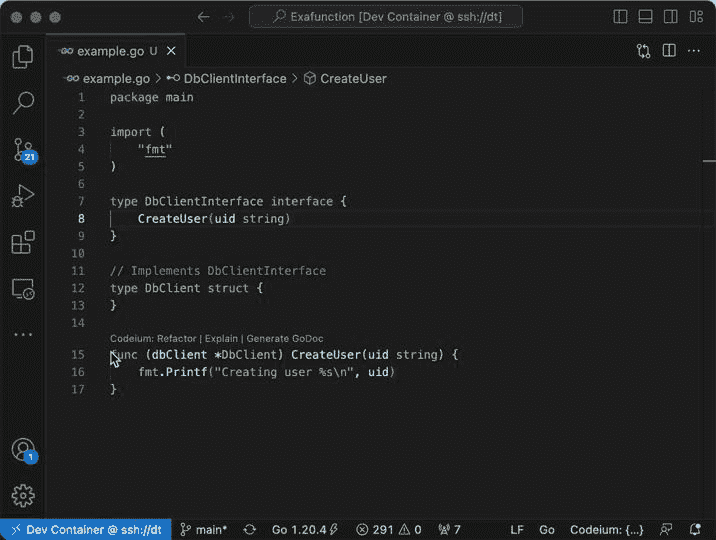 Exafunction [Dev Container @ ssh://dt]
GO example.go U
GO example.go > DbClientInterface > CreateUser
1 package main
2
3 import (
4 "fmt"
5 )
6
7 type DbClientInterface interface {
8 CreateUser(uid string)
9 }
10
11 // Implements DbClientInterface
12 type DbClient struct {
13 }
14
Codeium: Refactor | Explain | Generate GoDoc
15 func (dbClient *DbClient) CreateUser(uid string) {
16 fmt.Printf("Creating user %s\n", uid)
17 }
21
1
Dev Container @ ssh://dt main* Go 1.20.4 291 0 7 LF Go Codeium: {...}